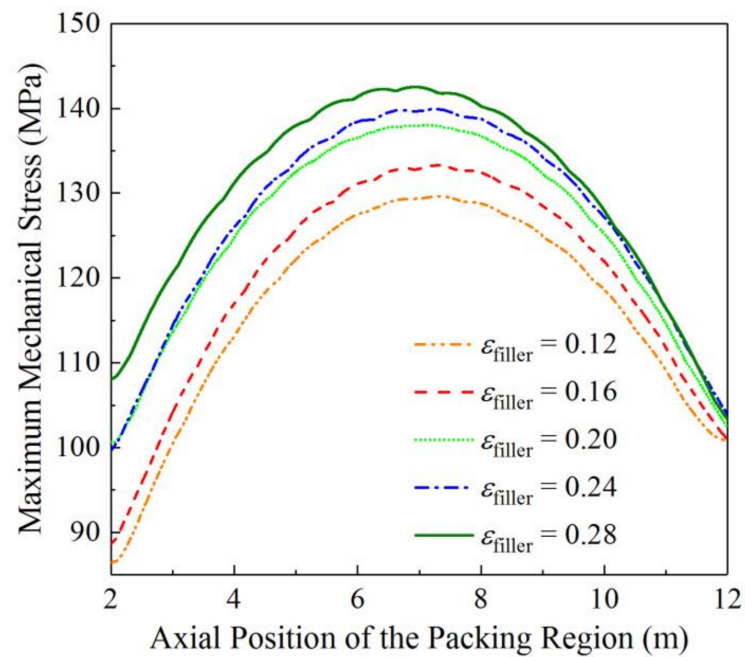 Maximum Mechanical Stress (MPa)
150
140
130
120
110
100
90
εfiller = 0.12
εfiller = 0.16
εfiller = 0.20
εfiller = 0.24
εfiller = 0.28
2 4 6 8 10 12
Axial Position of the Packing Region (m)